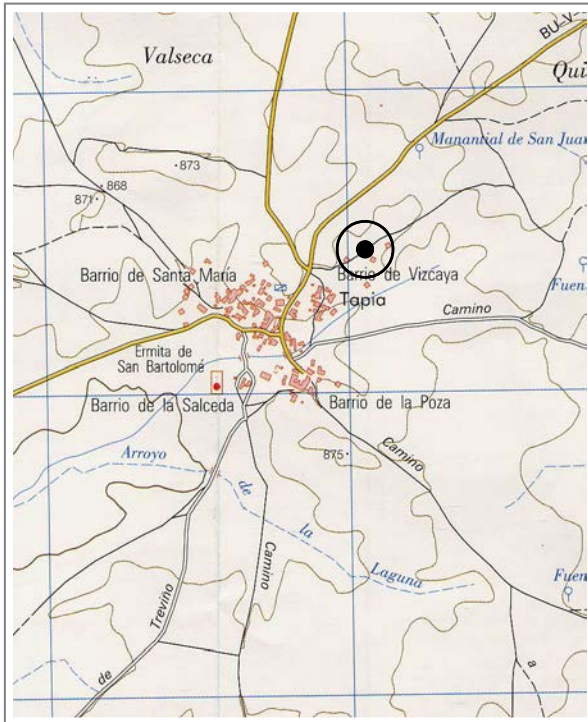 BU-V-
Valseca
Qui
Manantial de San Juan
873
868
871
Barrio de Santa María
Barrio de Vizcaya
Tapia
Fuen
Camino
Ermita de
San Bartolomé
Barrio de la Salceda
Barrio de la Poza
Arroyo
de
la
Laguna
875
Camino
Camino
Treviño
de
Fuen
a